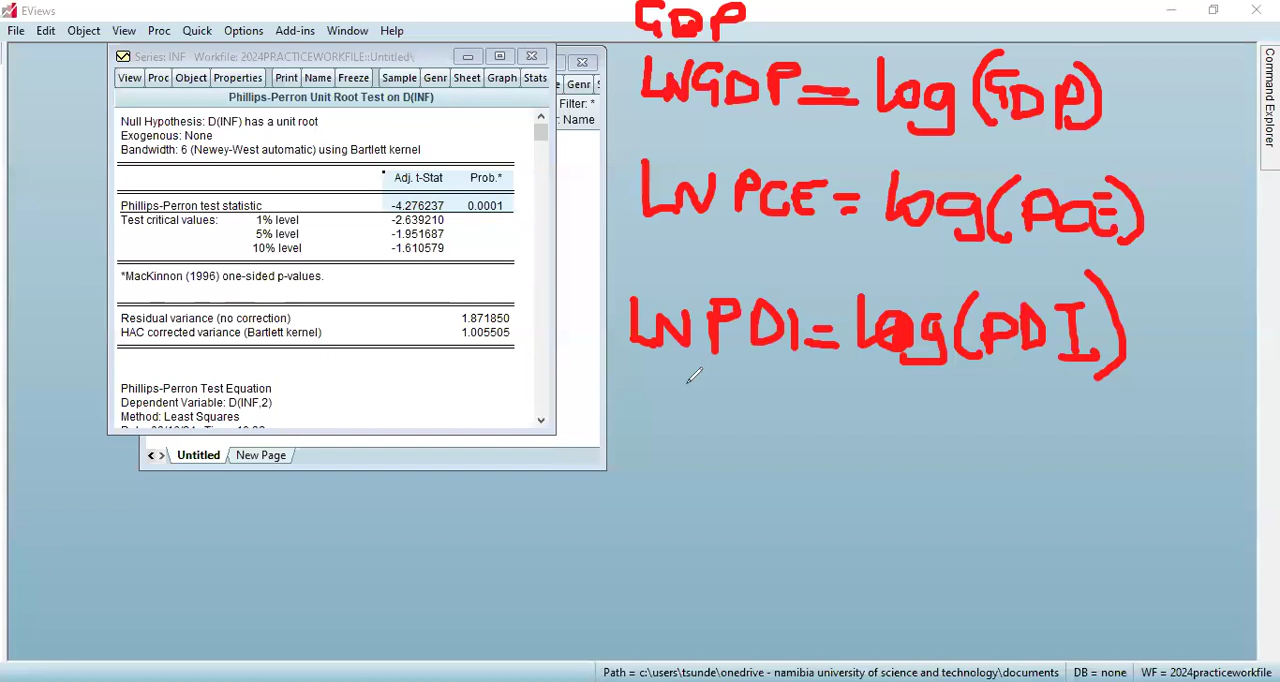 EViews
File Edit Object View Proc Quick Options Add-ins Window Help
Series: INF Workfile: 2024PRACTICEWORKFILE::Untitled\
View Proc Object Properties Print Name Freeze Sample Genr Sheet Graph Stats
Genr
Filter: *
Name
Phillips-Perron Unit Root Test on D(INF)
Null Hypothesis: D(INF) has a unit root
Exogenous: None
Bandwidth: 6 (Newey-West automatic) using Bartlett kernel
Adj. t-Stat Prob.*
Phillips-Perron test statistic -4.276237 0.0001
Test critical values: 1% level -2.639210
5% level -1.951687
10% level -1.610579
*MacKinnon (1996) one-sided p-values.
Residual variance (no correction) 1.871850
HAC corrected variance (Bartlett kernel) 1.005505
Phillips-Perron Test Equation
Dependent Variable: D(INF,2)
Method: Least Squares
Untitled New Page
GDP
LNGDP = log(GDP)
LNPCE = log(PCE)
LNPDI = log(PDI)
Command Explorer
Path = c:\users\tsunde\onedrive - namibia university of science and technology\documents DB = none WF = 2024practiceworkfile